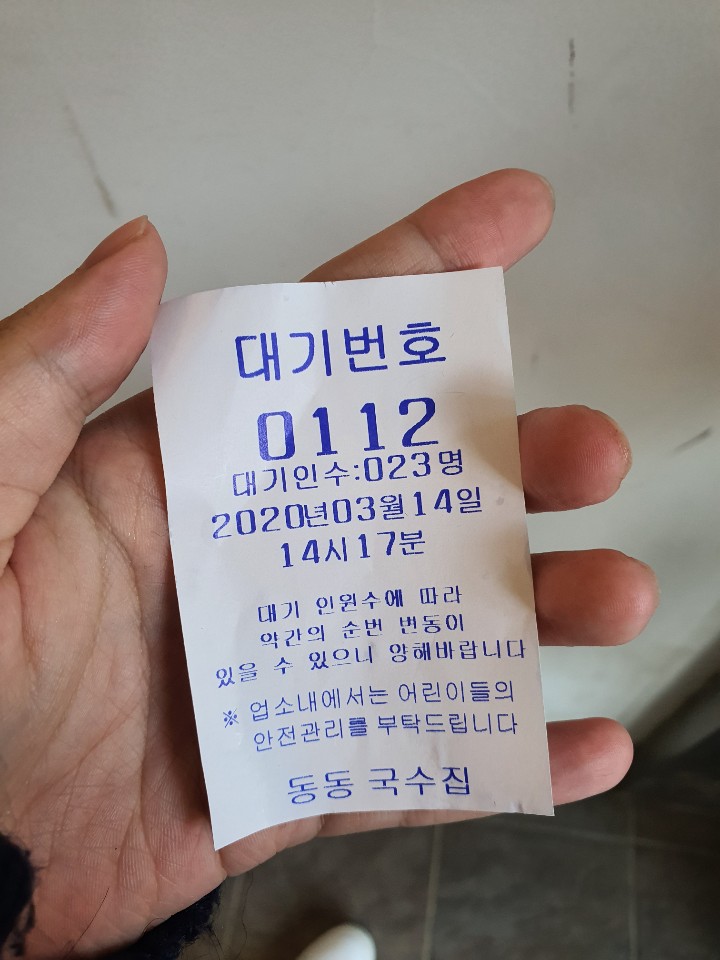 대기번호
0112
대기인수:023명
2020년03월14일
14시17분
대기 인원수에 따라
약간의 순번 변동이
있을 수 있으니 양해바랍니다
※ 업소내에서는 어린이들의
안전관리를 부탁드립니다
동동 국수집